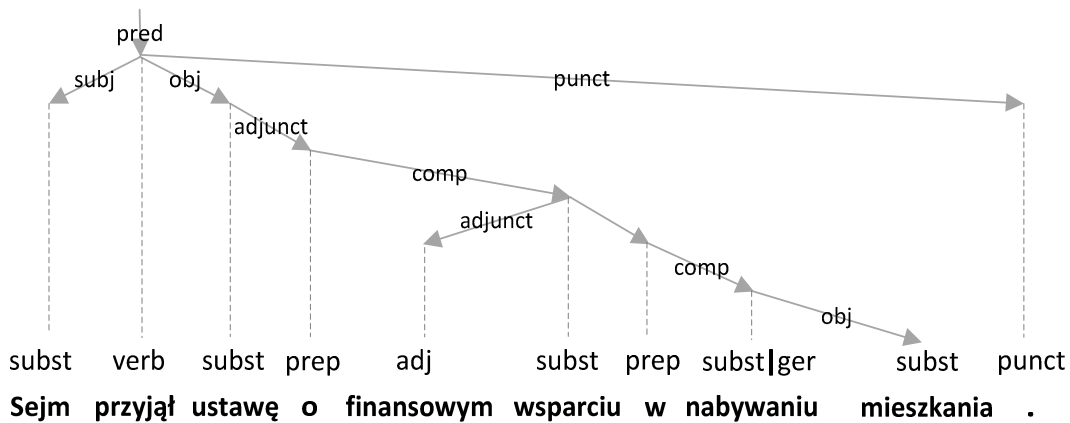 pred
subj obj punct
adjunct
comp
adjunct
comp
obj
subst verb subst prep adj subst prep subst|ger subst punct
Sejm przyjął ustawę o finansowym wsparciu w nabywaniu mieszkania .